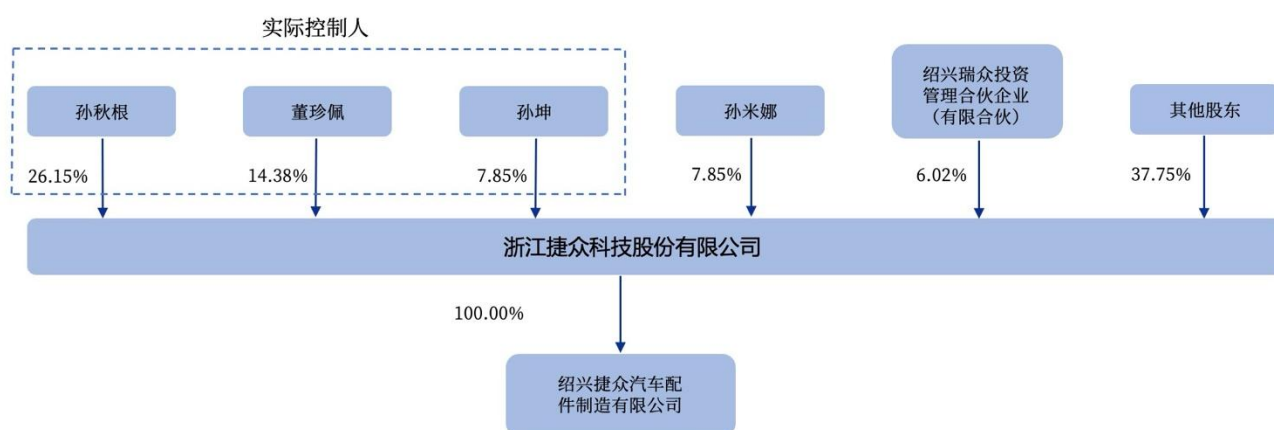 实际控制人
孙秋根
董珍佩
孙坤
孙米娜
绍兴瑞众投资
管理合伙企业
（有限合伙）
其他股东
26.15%
14.38%
7.85%
7.85%
6.02%
37.75%
浙江捷众科技股份有限公司
100.00%
绍兴捷众汽车配
件制造有限公司